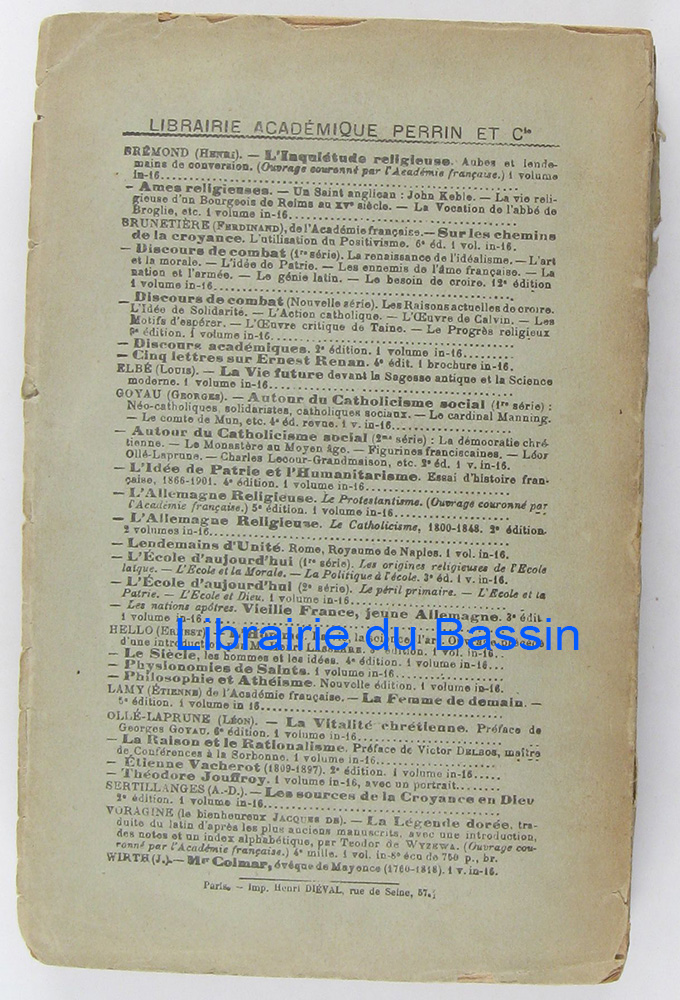 LIBRAIRIE ACADÉMIQUE PERRIN ET Cie
BRÉMOND (HENRI). — L'Inquiétude religieuse. Aubes et lende-
mains de conversion. (Ouvrage couronné par l'Académie française.) 1 volume
in-16
— Ames religieuses. — Un Saint anglican : John Keble. — La vie reli-
gieuse d'un Bourgeois de Reims au XVe siècle. — La Vocation de l'abbé de
Broglie, etc. 1 volume in-16
BRUNETIÈRE (FERDINAND), de l'Académie française. — Sur les chemins
de la croyance. L'utilisation du Positivisme. 6e éd. 1 vol. in-16.
— Discours de combat (1re série). La renaissance de l'idéalisme. — L'art
et la morale. — L'idée de Patrie. — Les ennemis de l'âme française. — La
nation et l'armée. — Le génie latin. — Le besoin de croire. 12e édition
1 volume in-16
— Discours de combat (Nouvelle série). Les Raisons actuelles de croire.
L'Idée de Solidarité. — L'Action catholique. — L'Œuvre de Calvin. — Les
Motifs d'espérer. — L'Œuvre critique de Taine. — Le Progrès religieux
édition. 1 volume in-16
— Discours académiques. 2e édition. 1 volume in-16
— Cinq lettres sur Ernest Renan. 4e édit. 1 brochure in-16.
ELBÉ (LOUIS). — La Vie future devant la Sagesse antique et la Science
moderne. 1 volume in-16
GOYAU (GEORGES). — Autour du Catholicisme social (1re série) :
Néo-catholiques, solidaristes, catholiques sociaux. — Le cardinal Manning.
— Le comte de Mun, etc. 4e éd. revue. 1 v. in-16
— Autour du Catholicisme social (2me série) : La démocratie chré-
tienne. — Le Monastère au Moyen âge. — Figurines franciscaines. — Léon
Ollé-Laprune. — Charles Lecour-Grandmaison, etc. 2e éd. 1 v. in-16.
— L'Idée de Patrie et l'Humanitarisme. Essai d'histoire fran-
çaise, 1866-1901. 4e édition. 1 volume in-16
— L'Allemagne Religieuse. Le Protestantisme. (Ouvrage couronné par
l'Académie française.) 5e édition. 1 volume in-16
— L'Allemagne Religieuse. Le Catholicisme, 1800-1848. 2e édition.
2 volumes in-16
— Lendemains d'Unité. Rome, Royaume de Naples. 1 vol. in-16.
— L'École d'aujourd'hui (1re série). Les origines religieuses de l'Ecole
laïque. — L'Ecole et la Morale. — La Politique à l'école. 3e éd. 1 v. in-16.
— L'École d'aujourd'hui (2e série). Le péril primaire. — L'Ecole et la
Patrie. — L'Ecole et Dieu. 1 volume in-16
— Les nations apôtres. Vieille France, jeune Allemagne. 3e édit.
1 volume in-16
Librairie du Bassin
HELLO (ERNEST)
d'une introduction
— Le Siècle, les hommes et les idées. 4e édition. 1 volume in-16
— Physionomies de Saints. 1 volume in-16
— Philosophie et Athéisme. Nouvelle édition. 1 volume in-16
LAMY (ÉTIENNE) de l'Académie française. — La Femme de demain. —
5e édition. 1 volume in 16
OLLÉ-LAPRUNE (LÉON). — La Vitalité chrétienne. Préface de
Georges GOYAU. 6e édition. 1 volume in-16
— La Raison et le Rationalisme. Préface de Victor DELBOS, maître
de Conférences à la Sorbonne. 1 volume in-16
— Étienne Vacherot (1809-1897). 2e édition. 1 volume in-16
— Théodore Jouffroy. 1 volume in-16, avec un portrait
SERTILLANGES (A.-D.). — Les sources de la Croyance en Dieu
2e édition. 1 volume in-16
VORAGINE (le bienheureux JACQUES DE). — La Légende dorée, tra-
duite du latin d'après les plus anciens manuscrits, avec une introduction,
des notes et un index alphabétique, par Teodor de WYZEWA. (Ouvrage cou-
ronné par l'Académie française.) 4e mille. 1 vol. in-8e écu de 750 p., br.
WIRTH (J.). — Mgr Colmar, évêque de Mayence (1760-1818). 1 v. in-16.
Paris. — Imp. Henri DIÉVAL, rue de Seine, 57.